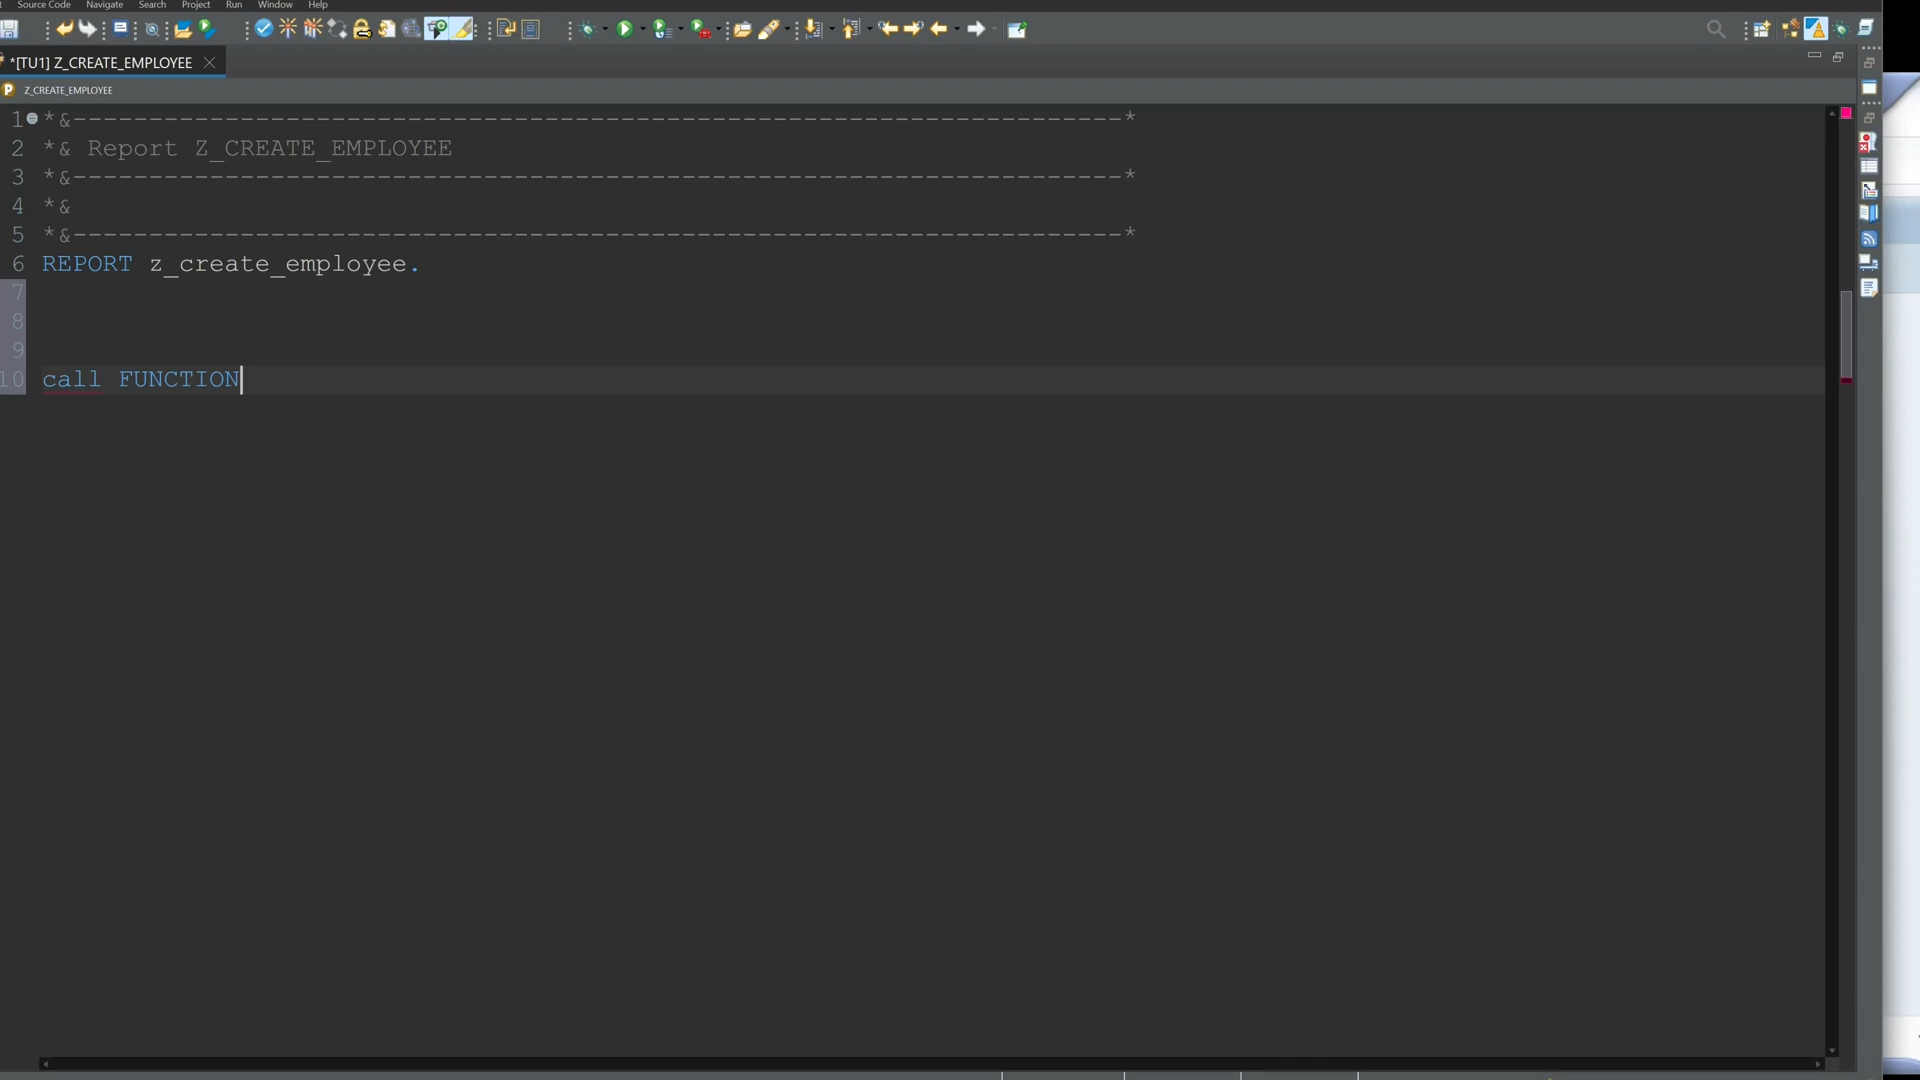 Source Code Navigate Search Project Run Window Help
*[TU1] Z_CREATE_EMPLOYEE
Z_CREATE_EMPLOYEE
1 *&---------------------------------------------------------------------*
2 *& Report Z_CREATE_EMPLOYEE
3 *&---------------------------------------------------------------------*
4 *&
5 *&---------------------------------------------------------------------*
6 REPORT z_create_employee.
7
8
9
10 call FUNCTION